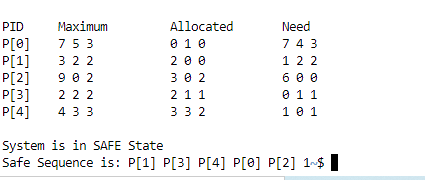 PID Maximum Allocated Need
P[0] 7 5 3 0 1 0 7 4 3
P[1] 3 2 2 2 0 0 1 2 2
P[2] 9 0 2 3 0 2 6 0 0
P[3] 2 2 2 2 1 1 0 1 1
P[4] 4 3 3 3 3 2 1 0 1
System is in SAFE State
Safe Sequence is: P[1] P[3] P[4] P[0] P[2] 1~$